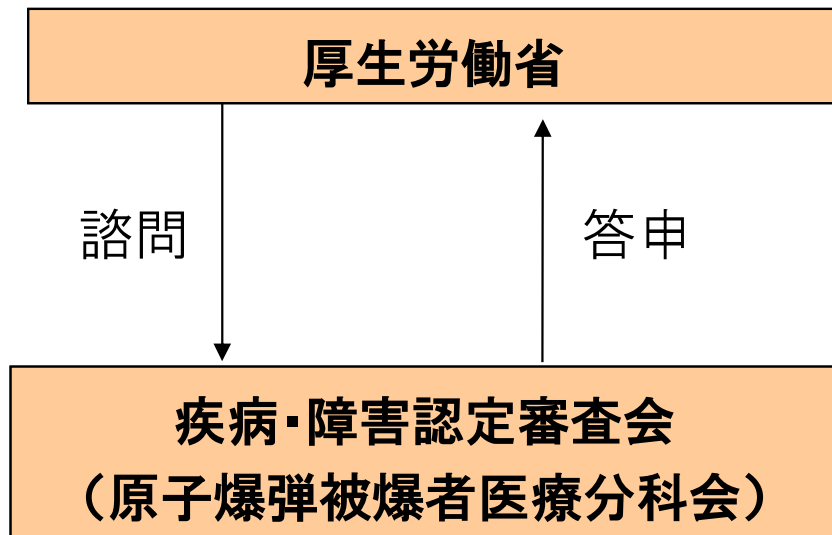 厚生労働省
諮問
答申
疾病・障害認定審査会
（原子爆弾被爆者医療分科会）